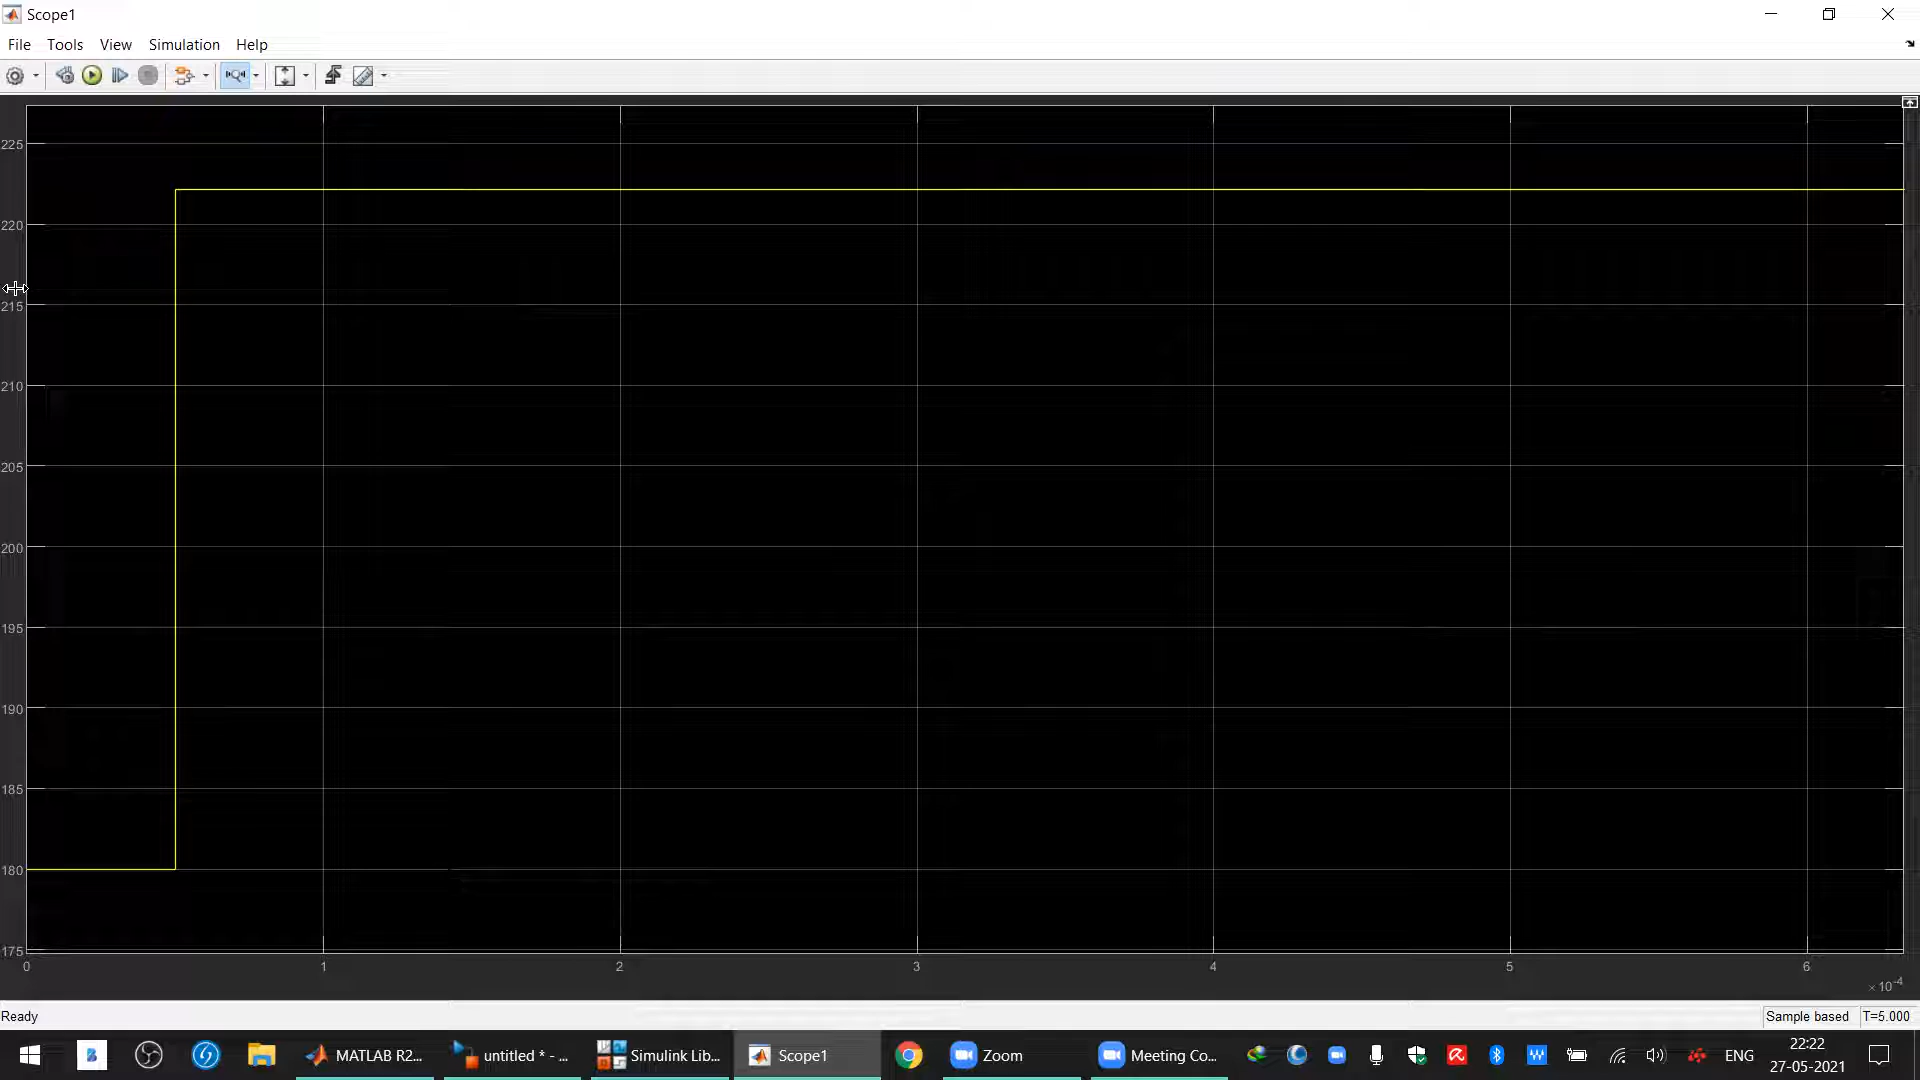 Scope1
File Tools View Simulation Help
225
220
215
210
205
200
195
190
185
180
175
0 1 2 3 4 5 6
×10-4
Ready
Sample based T=5.000
MATLAB R2... untitled * - ... Simulink Lib... Scope1 Zoom Meeting Co... ENG 22:22
27-05-2021